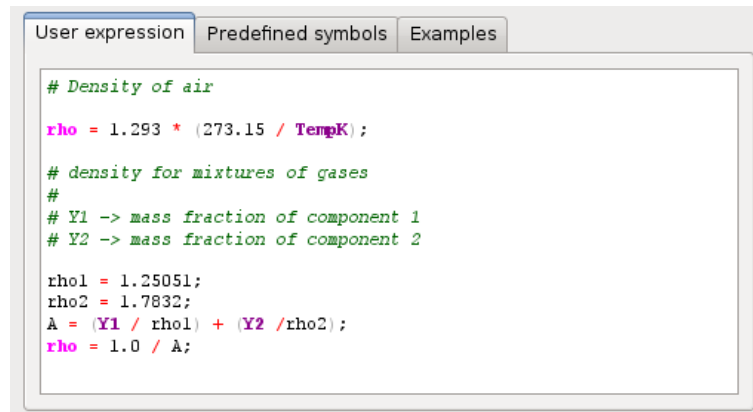 User expression Predefined symbols Examples
# Density of air
rho = 1.293 * (273.15 / TempK);
# density for mixtures of gases
#
# Y1 -> mass fraction of component 1
# Y2 -> mass fraction of component 2
rho1 = 1.25051;
rho2 = 1.7832;
A = (Y1 / rho1) + (Y2 /rho2);
rho = 1.0 / A;